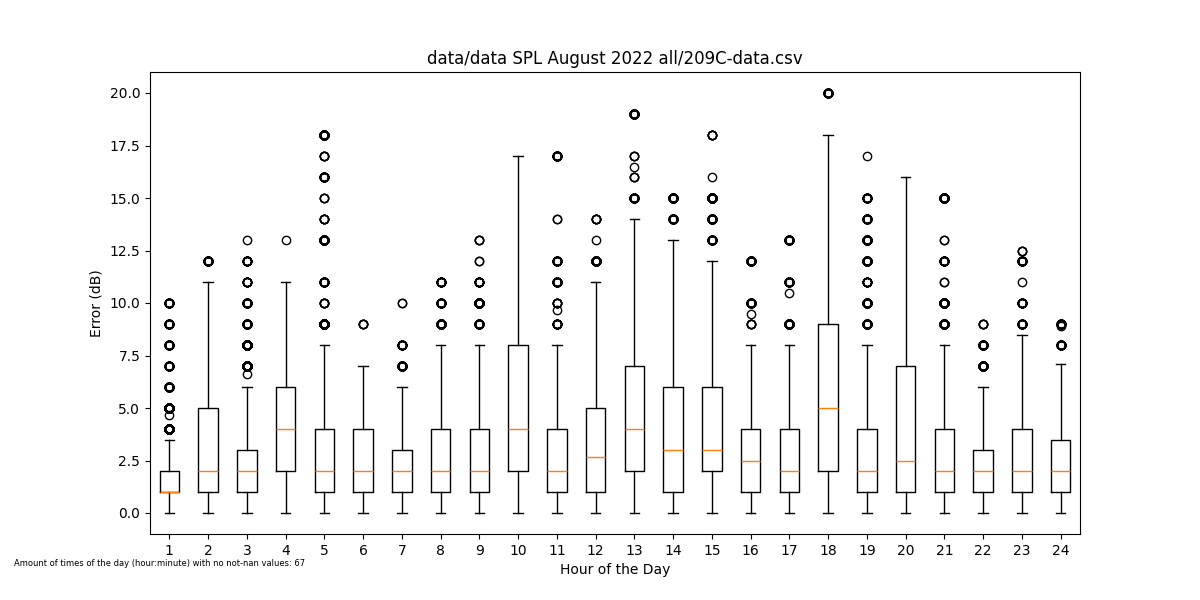 data/data SPL August 2022 all/209C-data.csv
Error (dB)
20.0
17.5
15.0
12.5
10.0
7.5
5.0
2.5
0.0
1 2 3 4 5 6 7 8 9 10 11 12 13 14 15 16 17 18 19 20 21 22 23 24
Hour of the Day
Amount of times of the day (hour:minute) with no not-nan values: 67